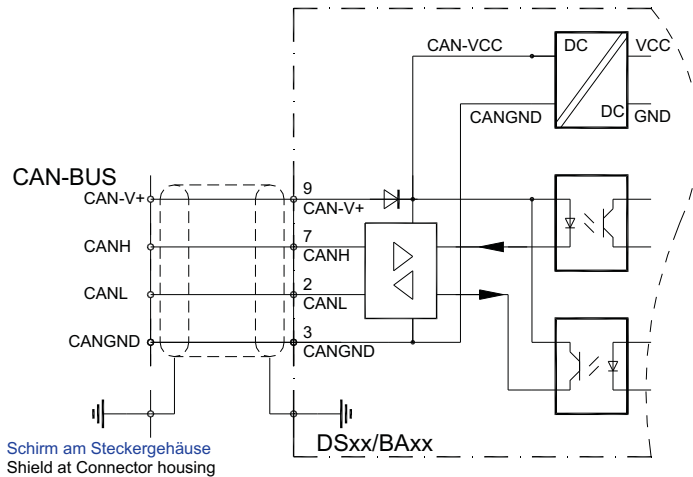 CAN-VCC
DC
VCC
CANGND
DC
GND
CAN-BUS
CAN-V+
9
CAN-V+
CANH
7
CANH
CANL
2
CANL
CANGND
3
CANGND
DSxx/BAxx
Schirm am Steckergehäuse
Shield at Connector housing